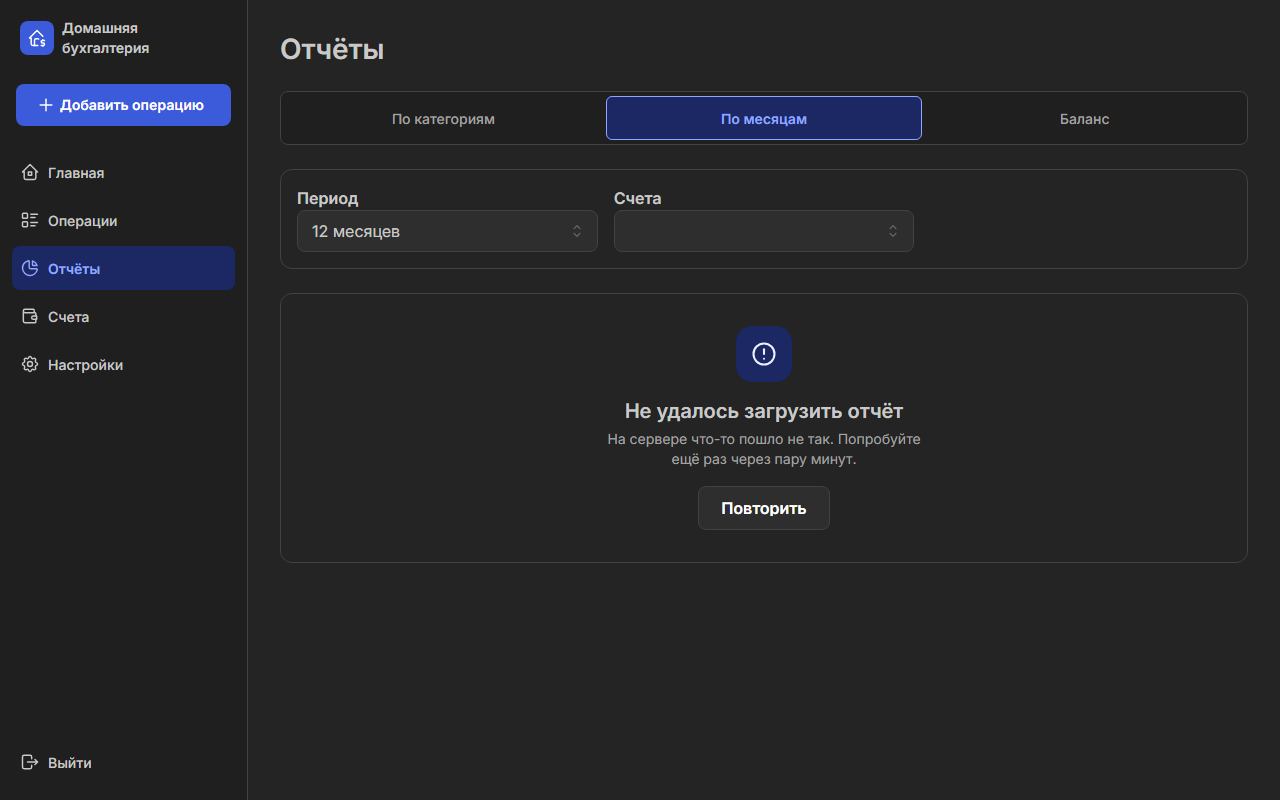 Домашняя
бухгалтерия
Добавить операцию
Главная
Операции
Отчёты
Счета
Настройки
Выйти
Отчёты
По категориям
По месяцам
Баланс
Период
Счета
12 месяцев
Не удалось загрузить отчёт
На сервере что-то пошло не так. Попробуйте
ещё раз через пару минут.
Повторить